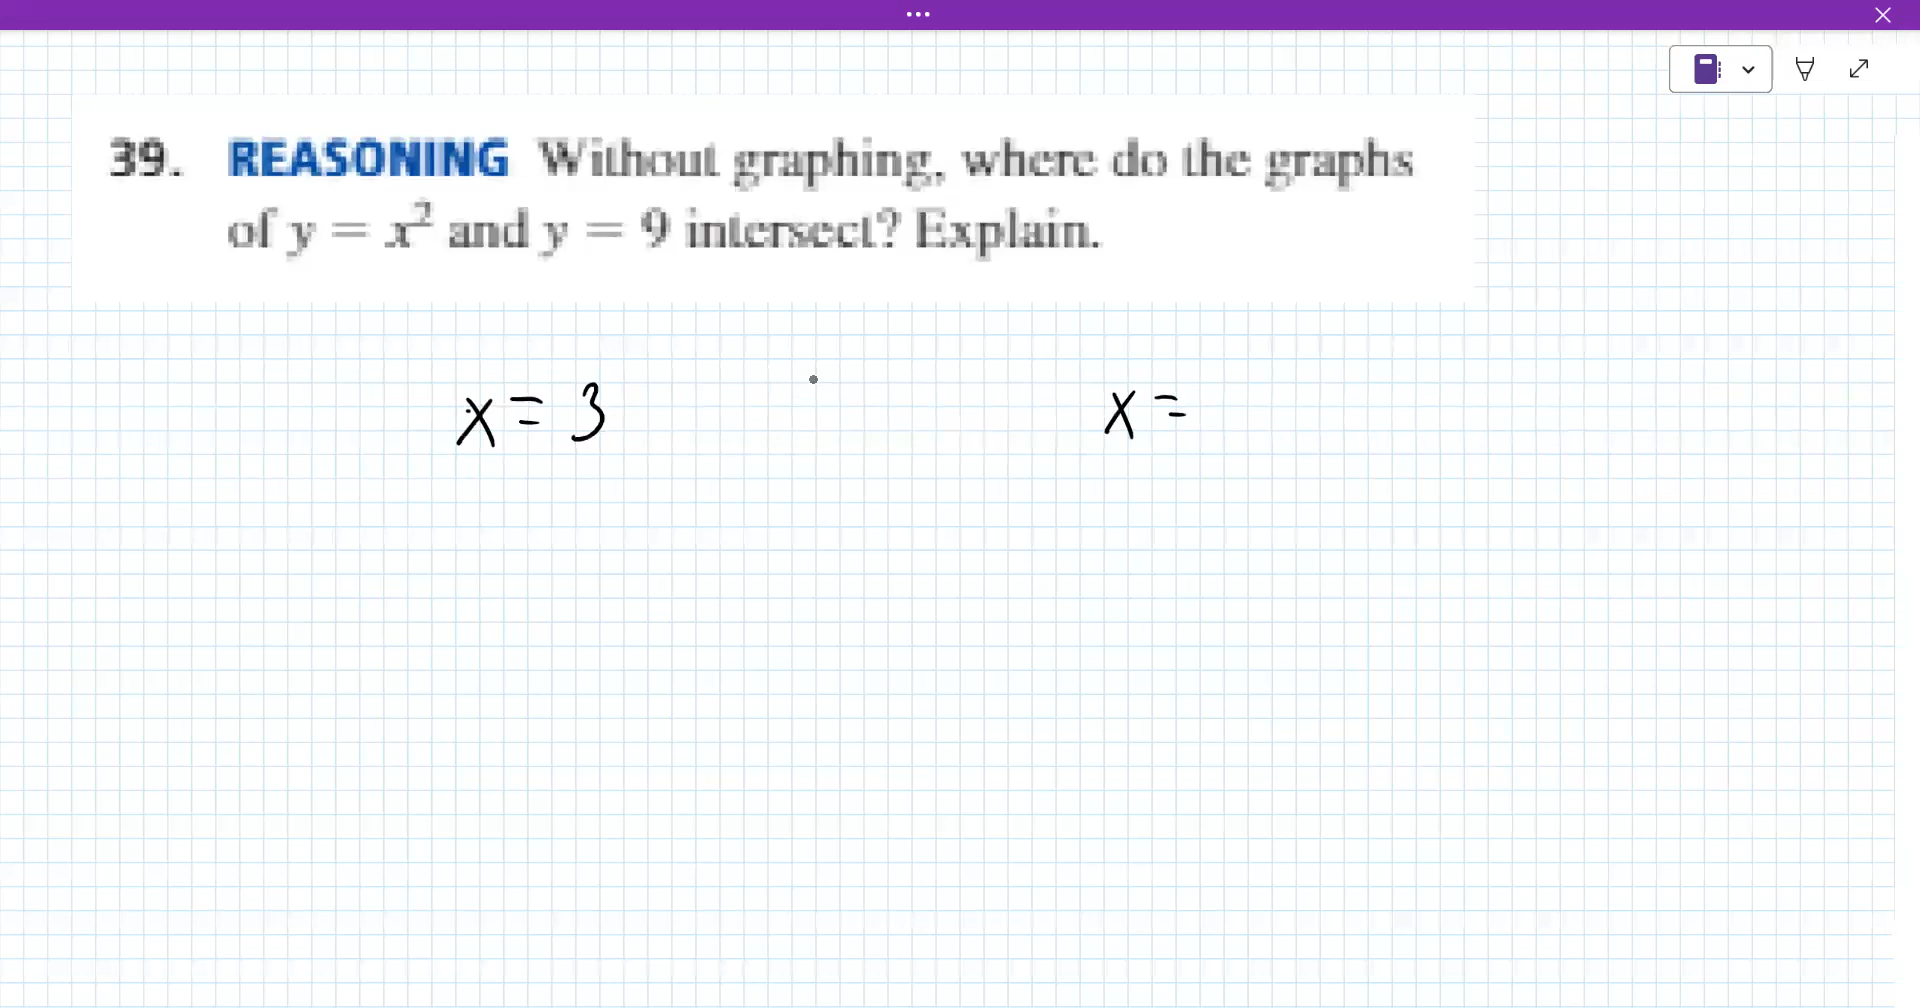 39. REASONING Without graphing, where do the graphs
of y = x² and y = 9 intersect? Explain.
x = 3 x =